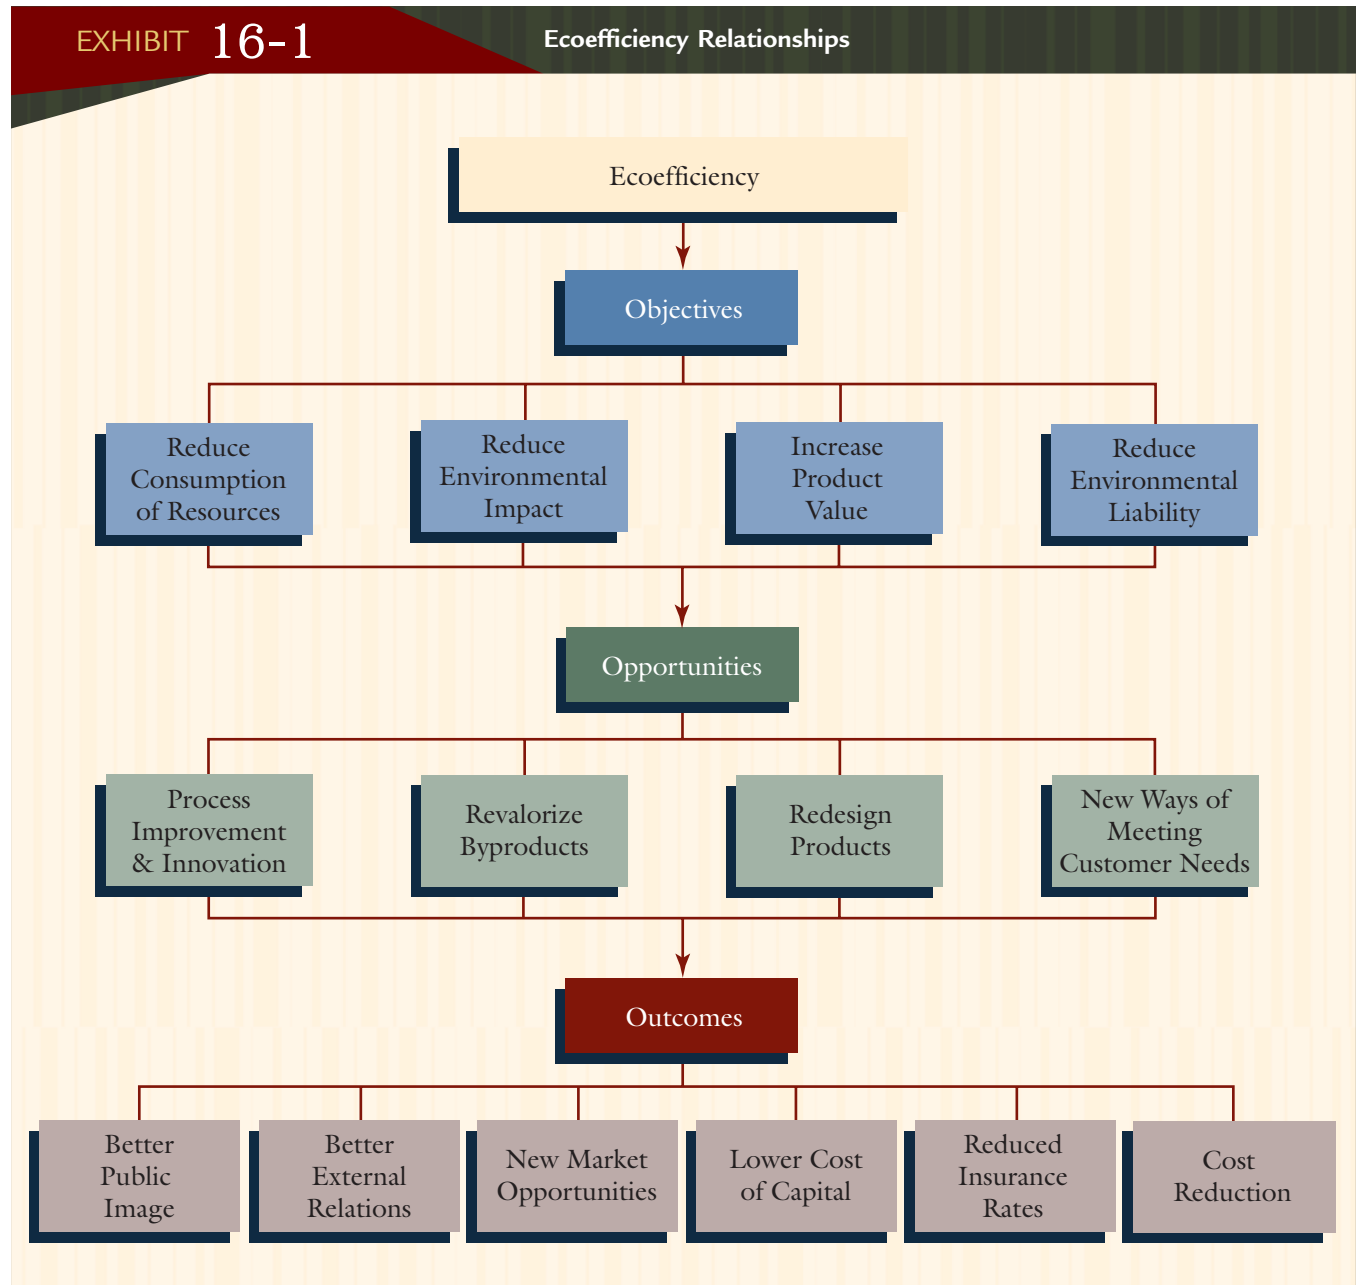 EXHIBIT 16-1
Ecoefficiency Relationships
Ecoefficiency
Objectives
Reduce
Consumption
of Resources
Reduce
Environmental
Impact
Increase
Product
Value
Reduce
Environmental
Liability
Opportunities
Process
Improvement
& Innovation
Revalorize
Byproducts
Redesign
Products
New Ways of
Meeting
Customer Needs
Outcomes
Better
Public
Image
Better
External
Relations
New Market
Opportunities
Lower Cost
of Capital
Reduced
Insurance
Rates
Cost
Reduction